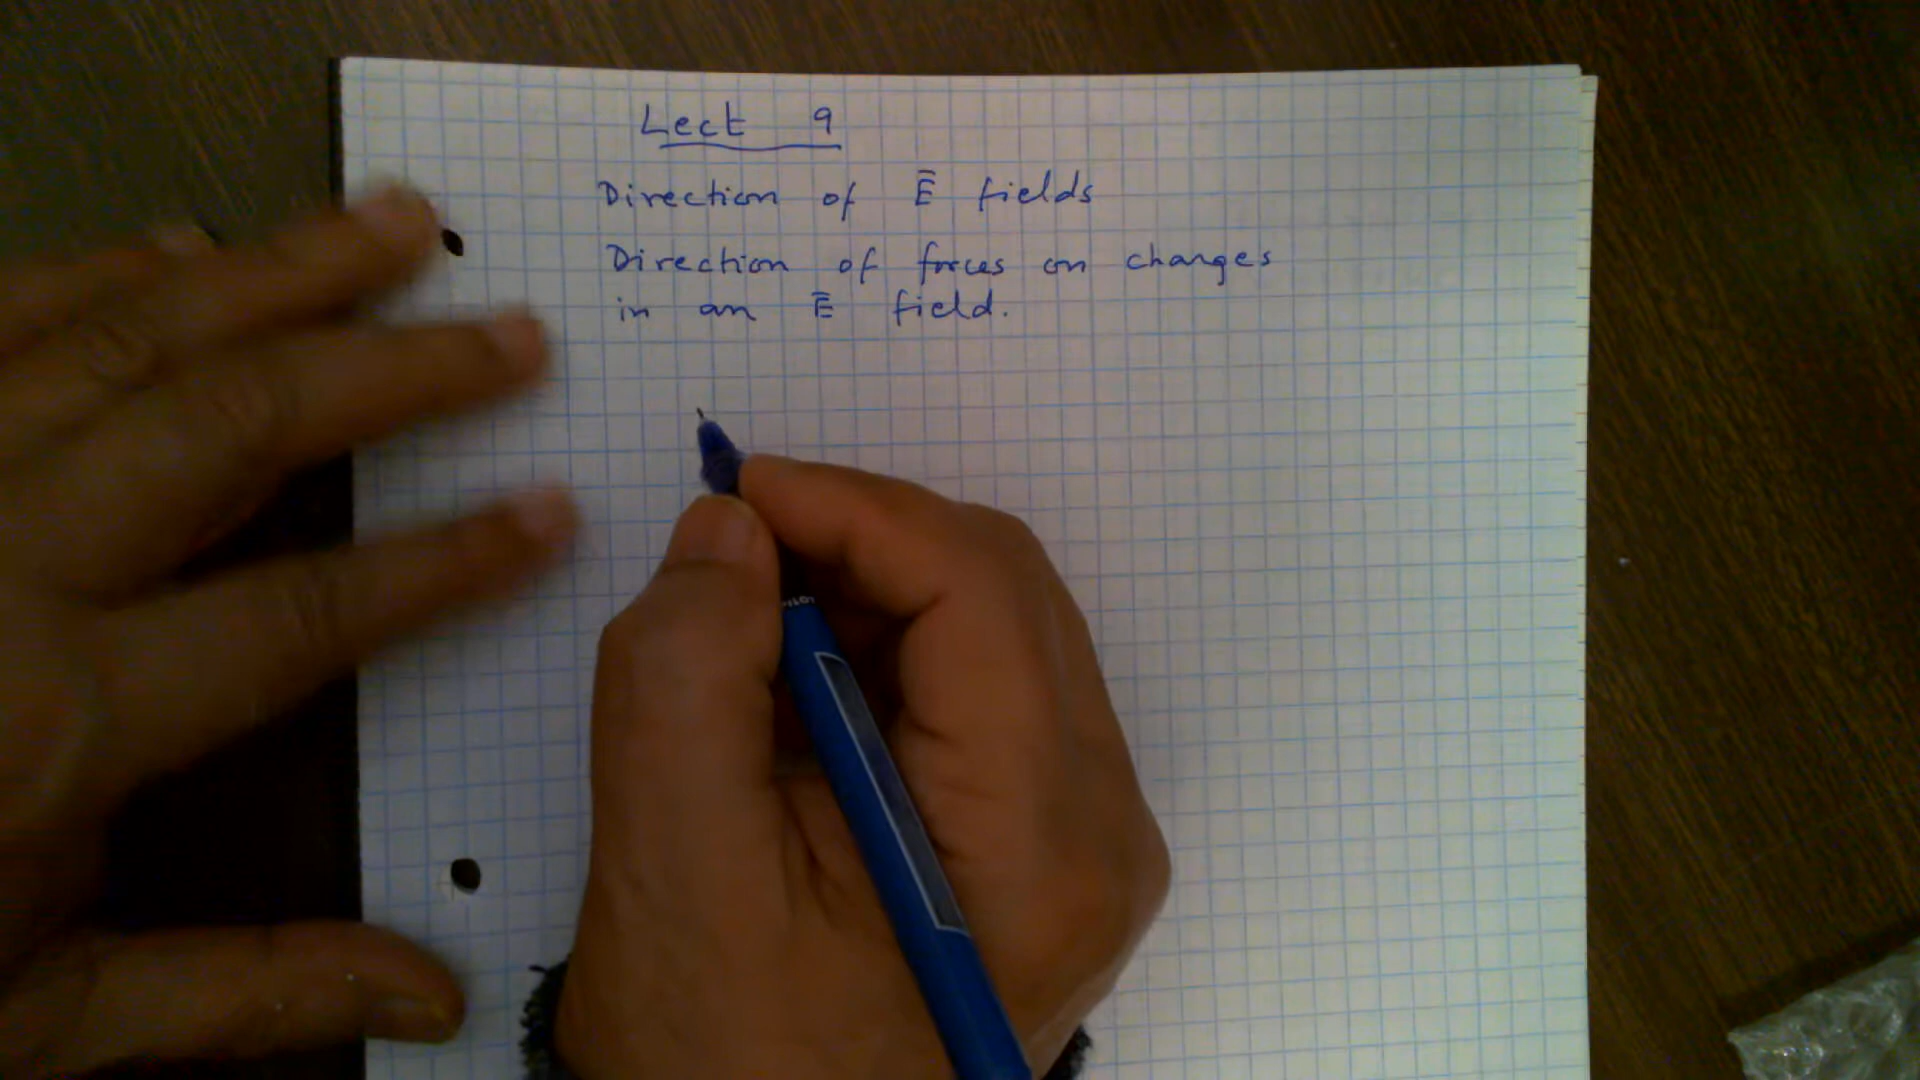 Lect 9
Direction of Ē fields
Direction of forces on changes
in an Ē field.